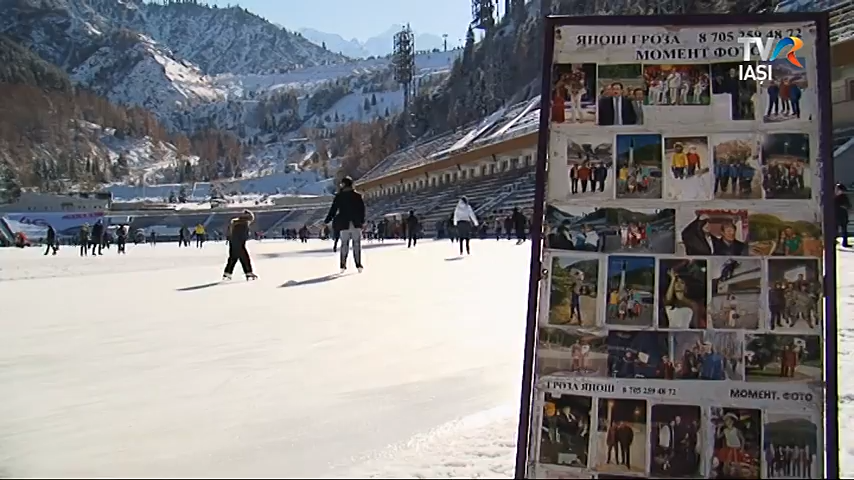 ЯНОШ ГРОЗА 8 705 259 48 72
МОМЕНТ ФОТО
TVR
IAȘI
ГРОЗА ЯНОШ 8 705 259 48 72 МОМЕНТ. ФОТО